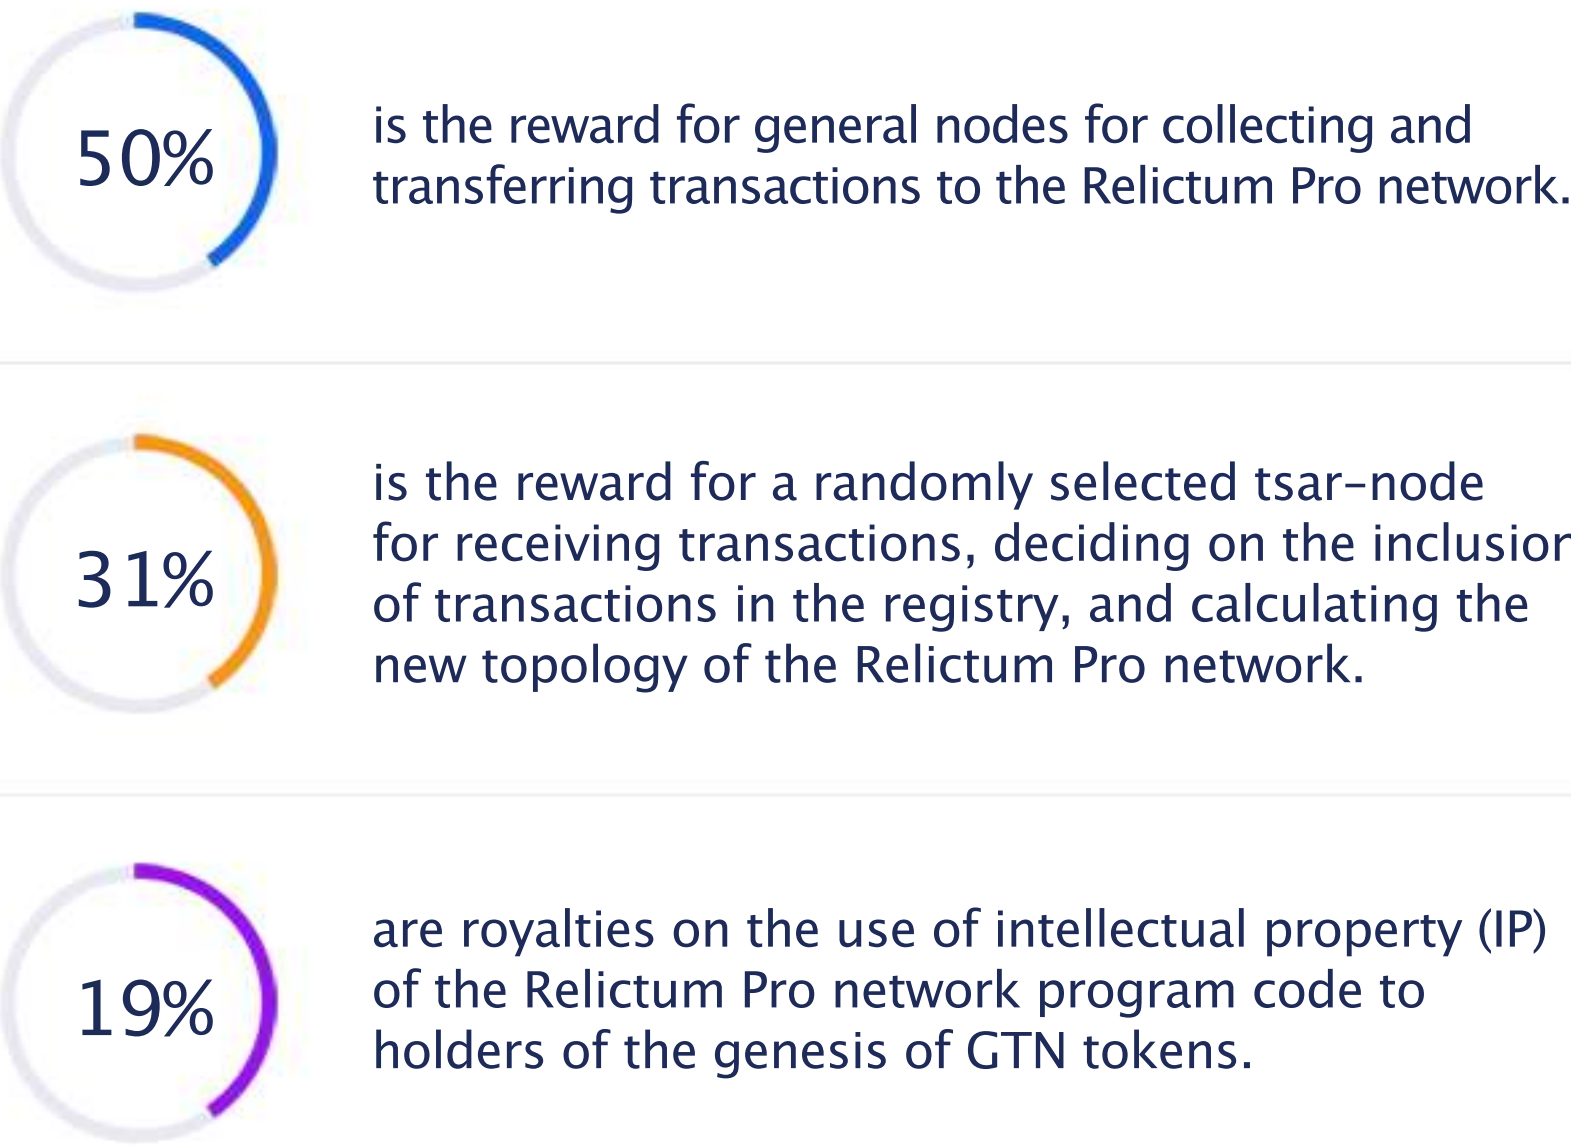 50%
is the reward for general nodes for collecting and
transferring transactions to the Relictum Pro network.
31%
is the reward for a randomly selected tsar-node
for receiving transactions, deciding on the inclusion
of transactions in the registry, and calculating the
new topology of the Relictum Pro network.
19%
are royalties on the use of intellectual property (IP)
of the Relictum Pro network program code to
holders of the genesis of GTN tokens.